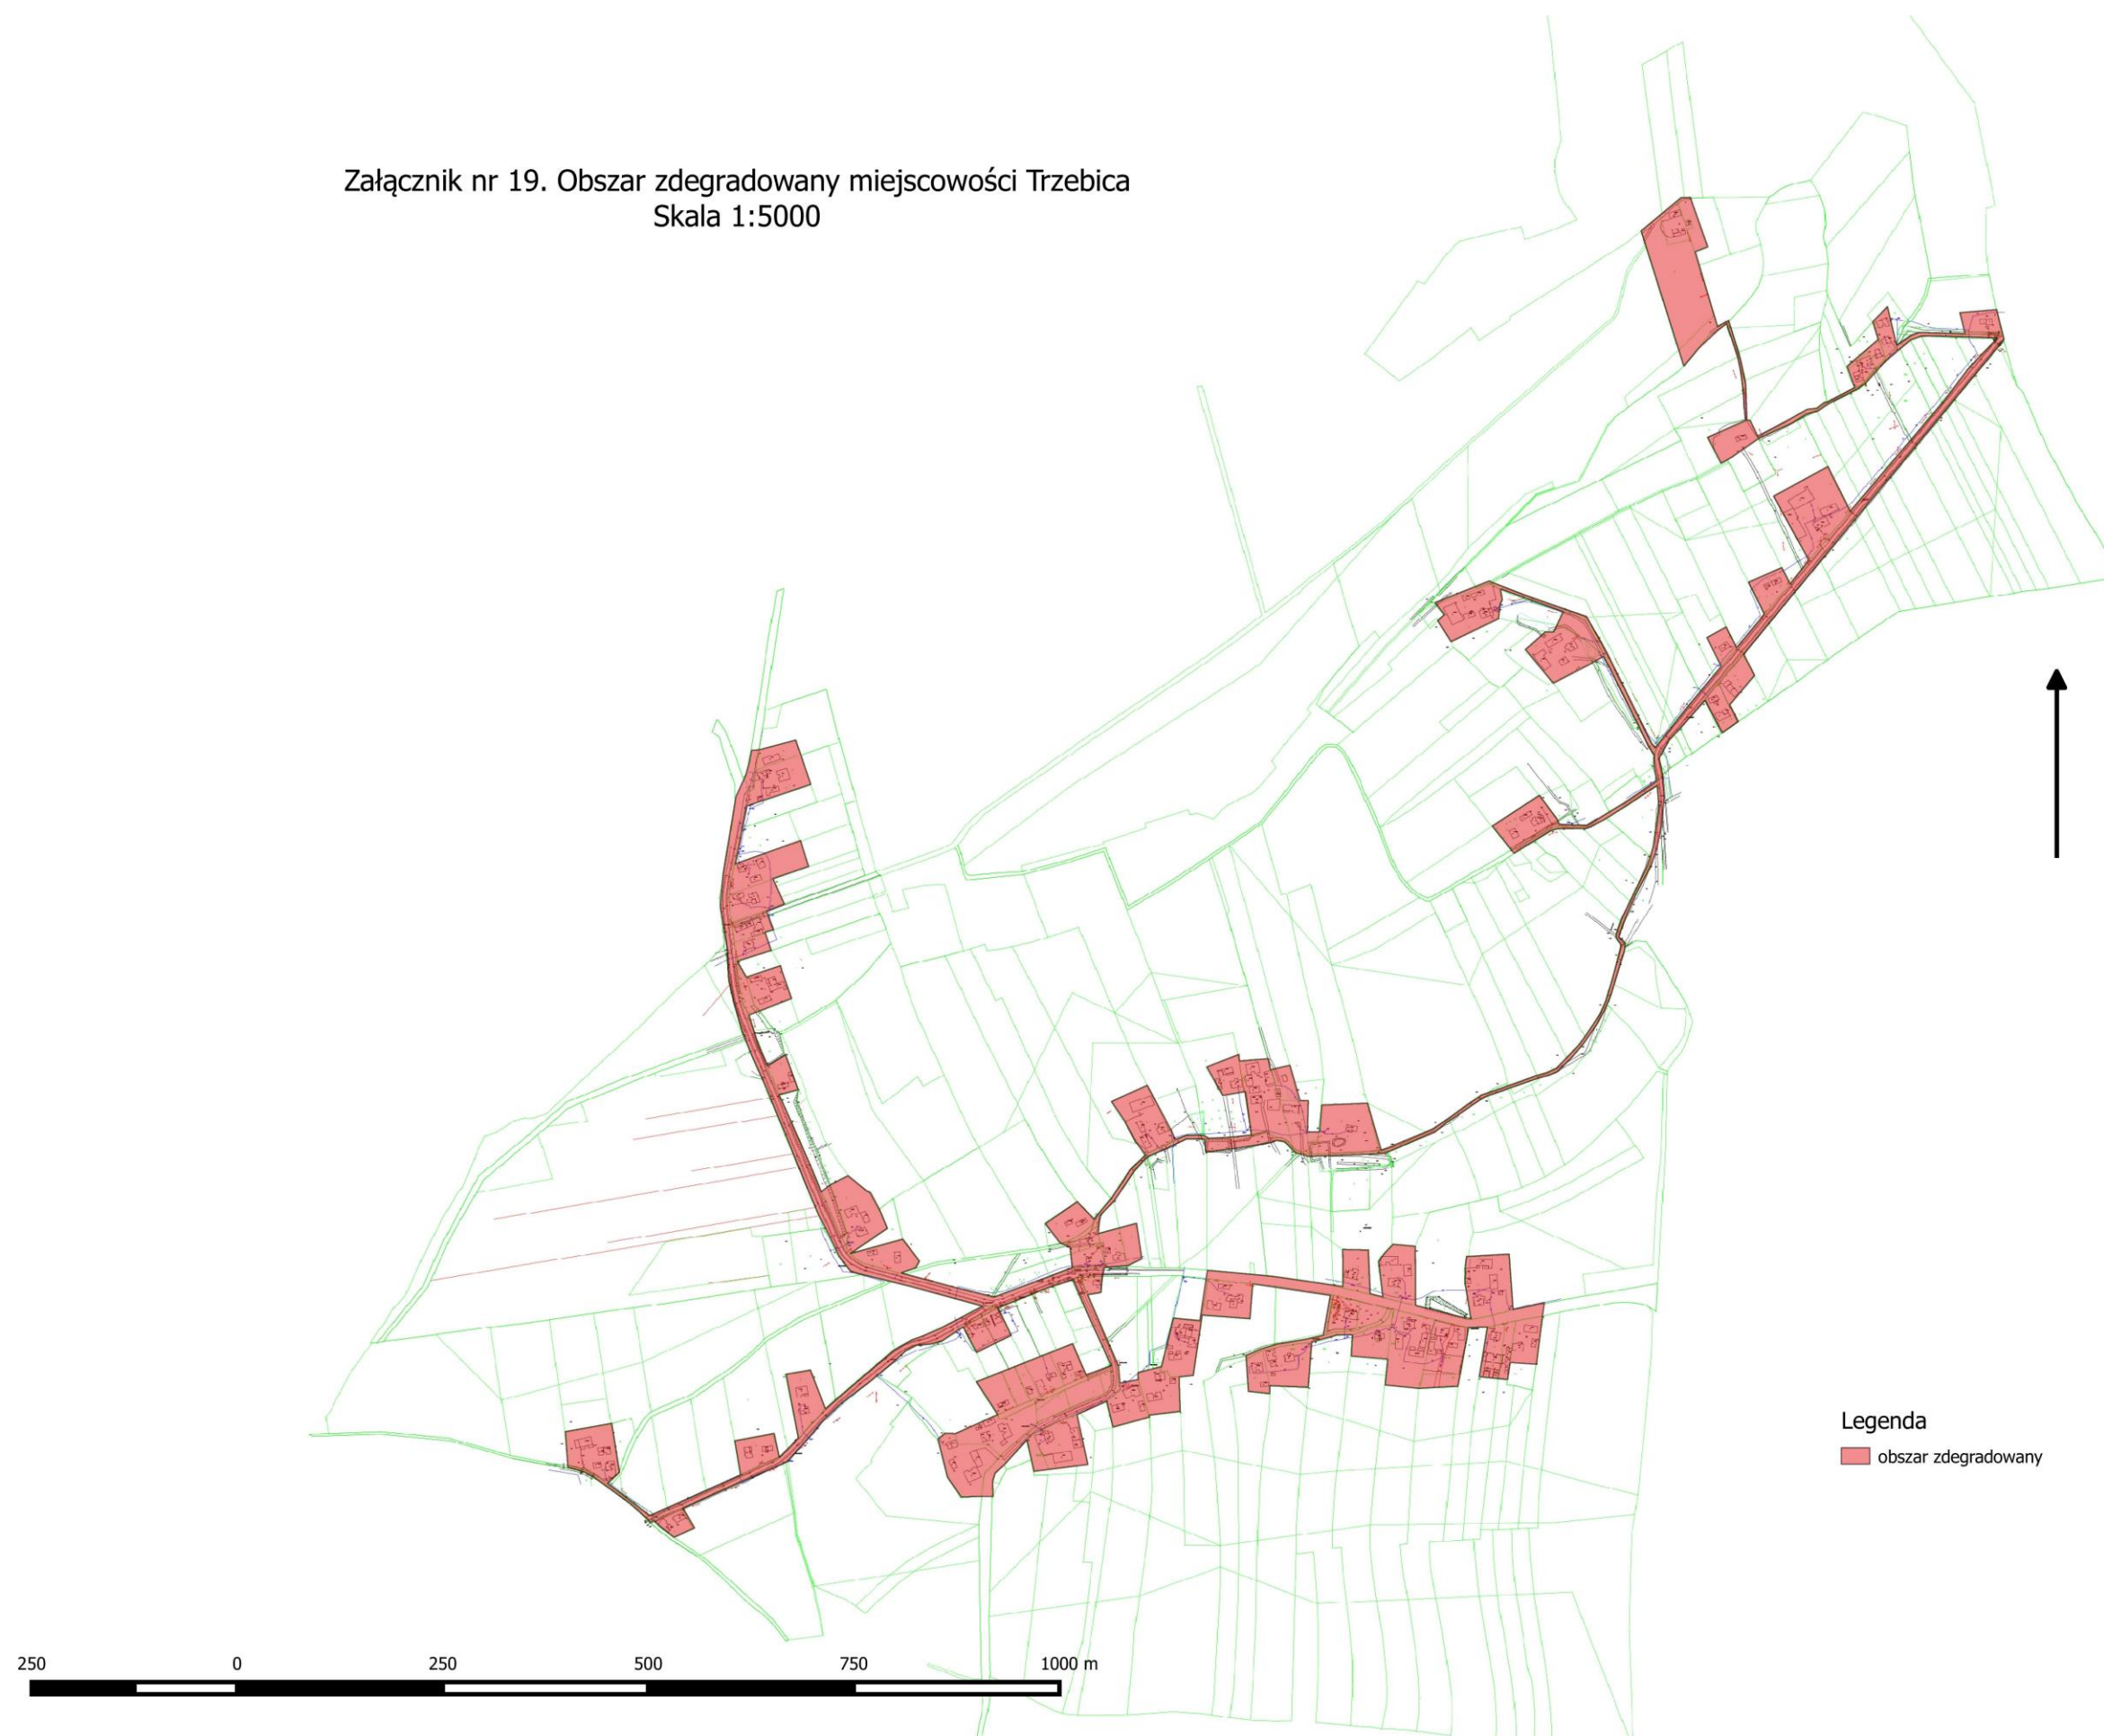 Załącznik nr 19. Obszar zdegradowany miejscowości Trzebica
Skala 1:5000
Legenda
obszar zdegradowany
250 0 250 500 750 1000 m